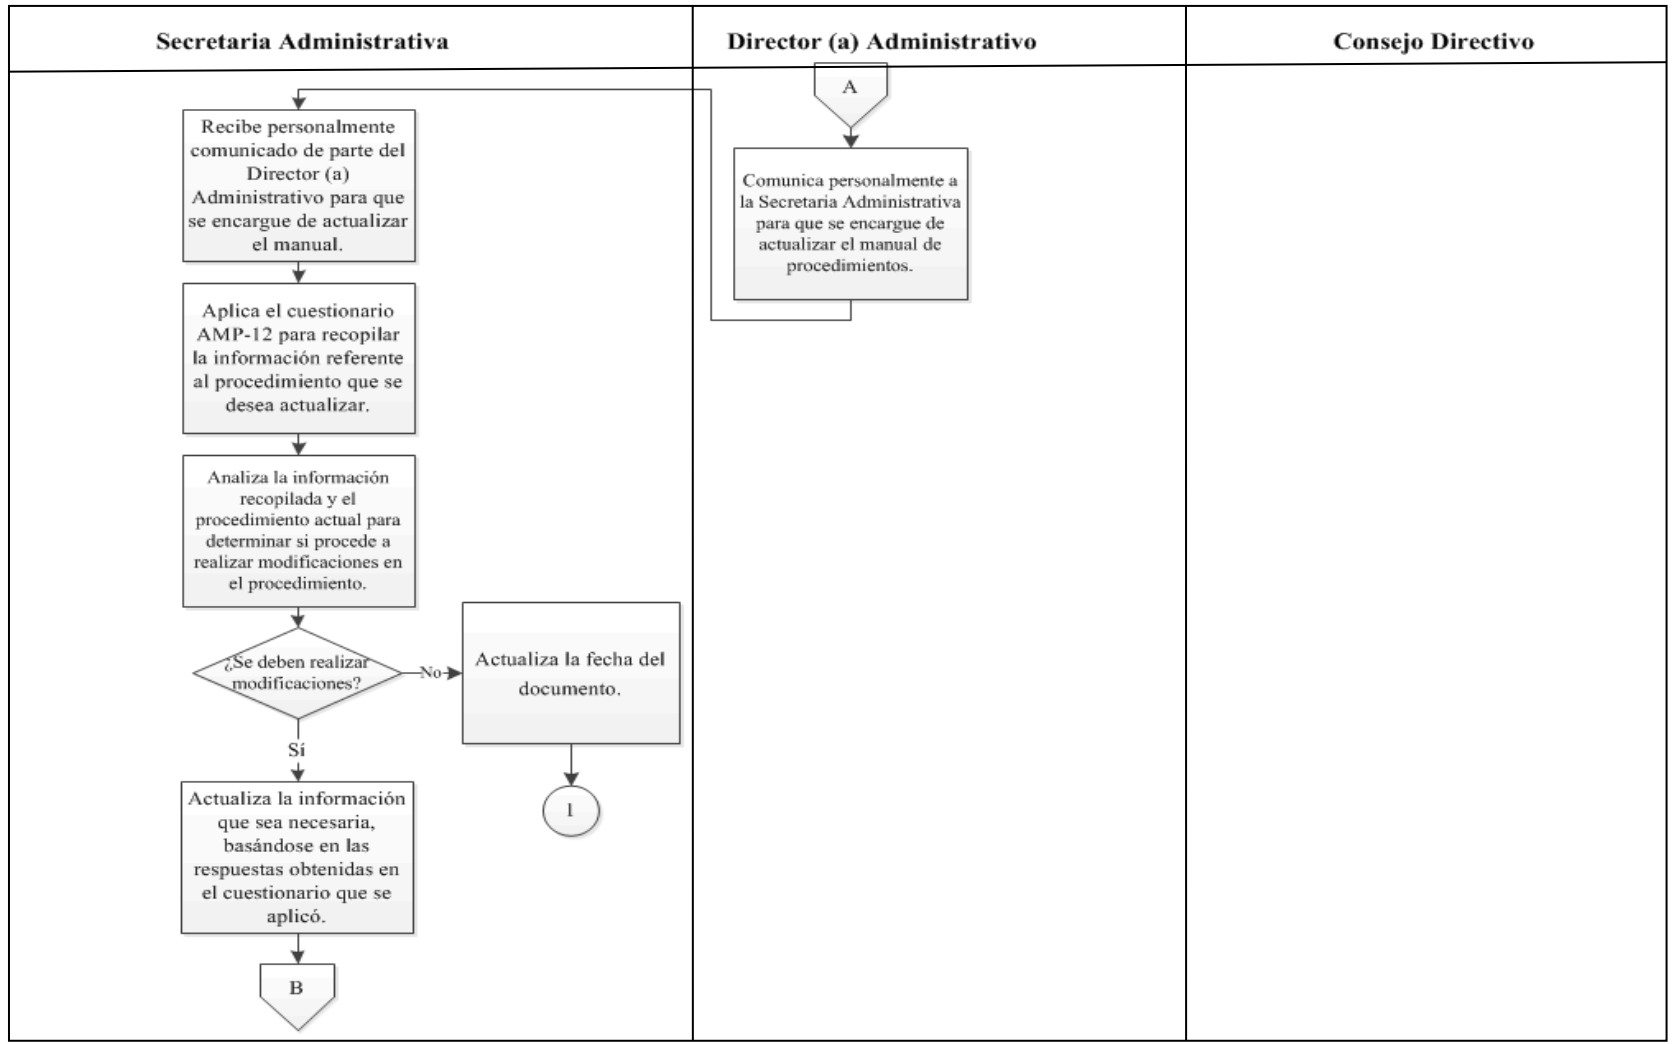 Secretaria Administrativa
Director (a) Administrativo
Consejo Directivo
A
Comunica personalmente a
la Secretaria Administrativa
para que se encargue de
actualizar el manual de
procedimientos.
Recibe personalmente
comunicado de parte del
Director (a)
Administrativo para que
se encargue de actualizar
el manual.
Aplica el cuestionario
AMP-12 para recopilar
la información referente
al procedimiento que se
desea actualizar.
Analiza la información
recopilada y el
procedimiento actual para
determinar si procede a
realizar modificaciones en
el procedimiento.
¿Se deben realizar
modificaciones?
No
Actualiza la fecha del
documento.
1
Sí
Actualiza la información
que sea necesaria,
basándose en las
respuestas obtenidas en
el cuestionario que se
aplicó.
B